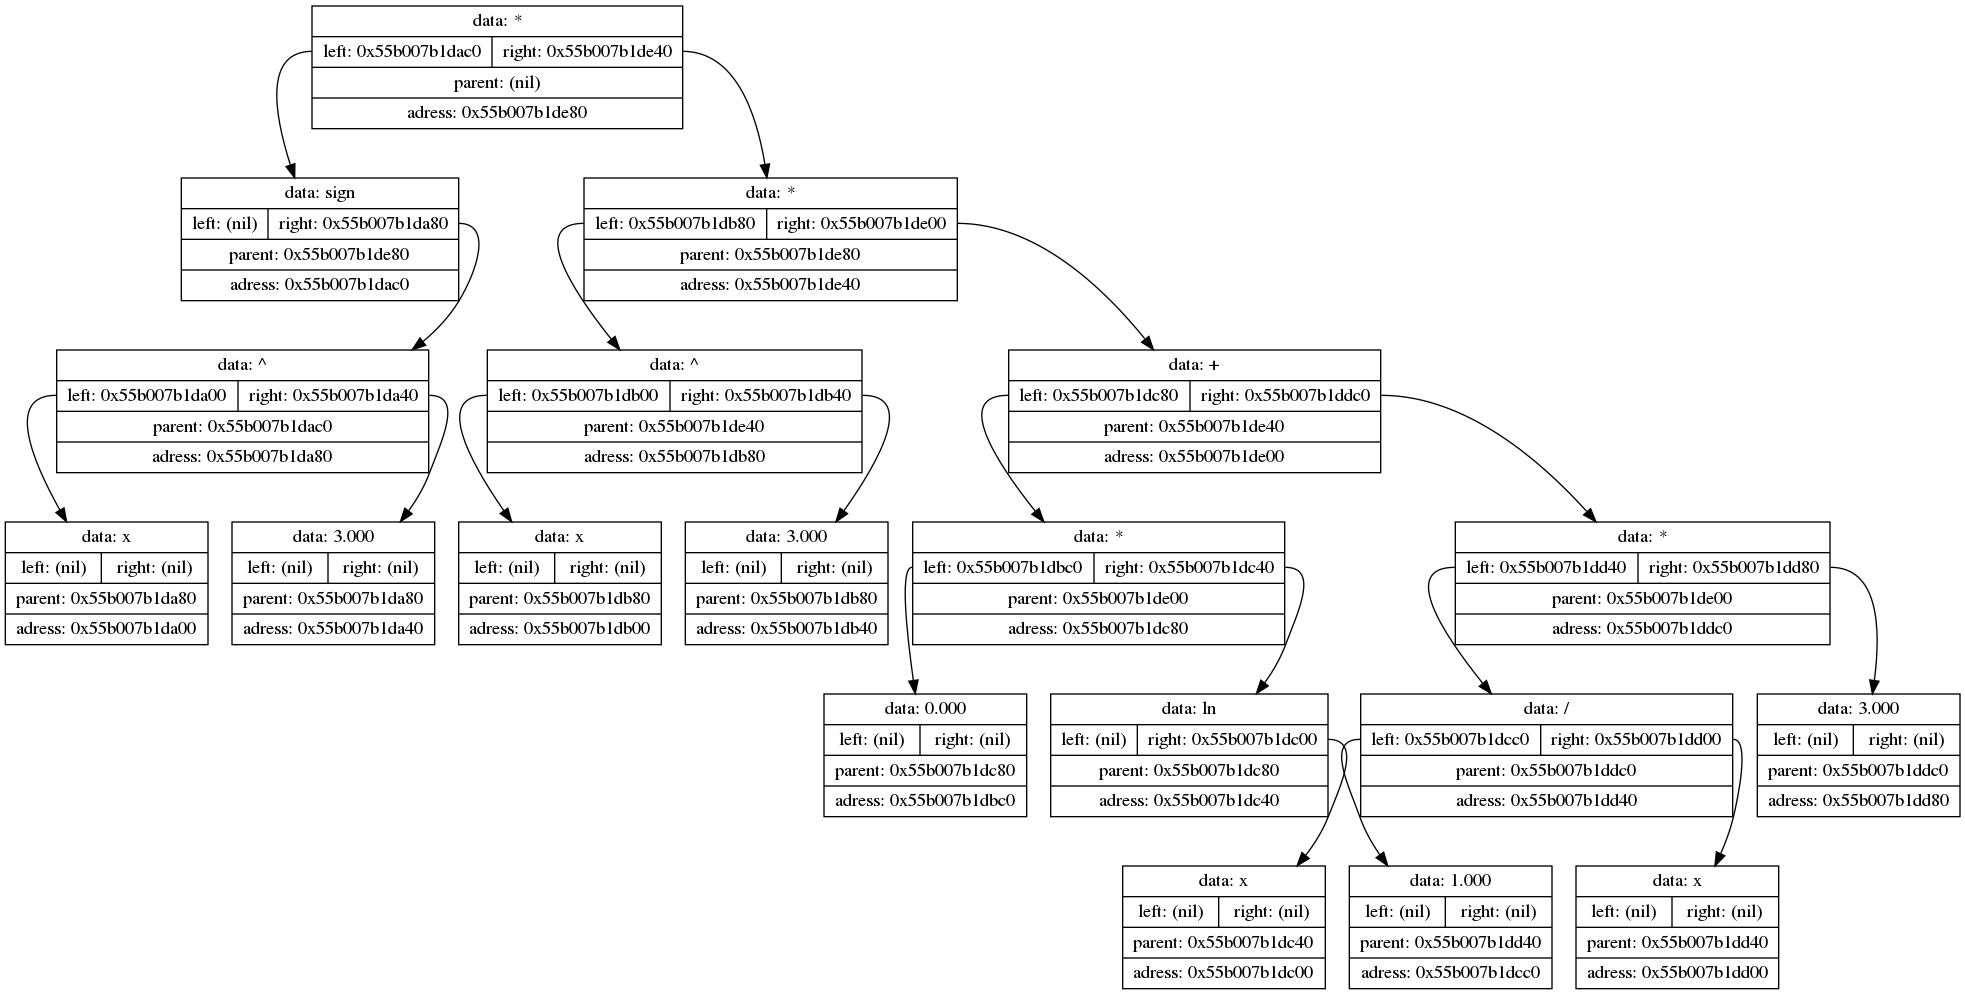 data: *
left: 0x55b007b1dac0 right: 0x55b007b1de40
parent: (nil)
adress: 0x55b007b1de80
data: sign
left: (nil) right: 0x55b007b1da80
parent: 0x55b007b1de80
adress: 0x55b007b1dac0
data: *
left: 0x55b007b1db80 right: 0x55b007b1de00
parent: 0x55b007b1de80
adress: 0x55b007b1de40
data: ^
left: 0x55b007b1da00 right: 0x55b007b1da40
parent: 0x55b007b1dac0
adress: 0x55b007b1da80
data: ^
left: 0x55b007b1db00 right: 0x55b007b1db40
parent: 0x55b007b1de40
adress: 0x55b007b1db80
data: +
left: 0x55b007b1dc80 right: 0x55b007b1ddc0
parent: 0x55b007b1de40
adress: 0x55b007b1de00
data: x
left: (nil) right: (nil)
parent: 0x55b007b1da80
adress: 0x55b007b1da00
data: 3.000
left: (nil) right: (nil)
parent: 0x55b007b1da80
adress: 0x55b007b1da40
data: x
left: (nil) right: (nil)
parent: 0x55b007b1db80
adress: 0x55b007b1db00
data: 3.000
left: (nil) right: (nil)
parent: 0x55b007b1db80
adress: 0x55b007b1db40
data: *
left: 0x55b007b1dbc0 right: 0x55b007b1dc40
parent: 0x55b007b1de00
adress: 0x55b007b1dc80
data: *
left: 0x55b007b1dd40 right: 0x55b007b1dd80
parent: 0x55b007b1de00
adress: 0x55b007b1ddc0
data: 0.000
left: (nil) right: (nil)
parent: 0x55b007b1dc80
adress: 0x55b007b1dbc0
data: ln
left: (nil) right: 0x55b007b1dc00
parent: 0x55b007b1dc80
adress: 0x55b007b1dc40
data: /
left: 0x55b007b1dcc0 right: 0x55b007b1dd00
parent: 0x55b007b1ddc0
adress: 0x55b007b1dd40
data: 3.000
left: (nil) right: (nil)
parent: 0x55b007b1ddc0
adress: 0x55b007b1dd80
data: x
left: (nil) right: (nil)
parent: 0x55b007b1dc40
adress: 0x55b007b1dc00
data: 1.000
left: (nil) right: (nil)
parent: 0x55b007b1dd40
adress: 0x55b007b1dcc0
data: x
left: (nil) right: (nil)
parent: 0x55b007b1dd40
adress: 0x55b007b1dd00